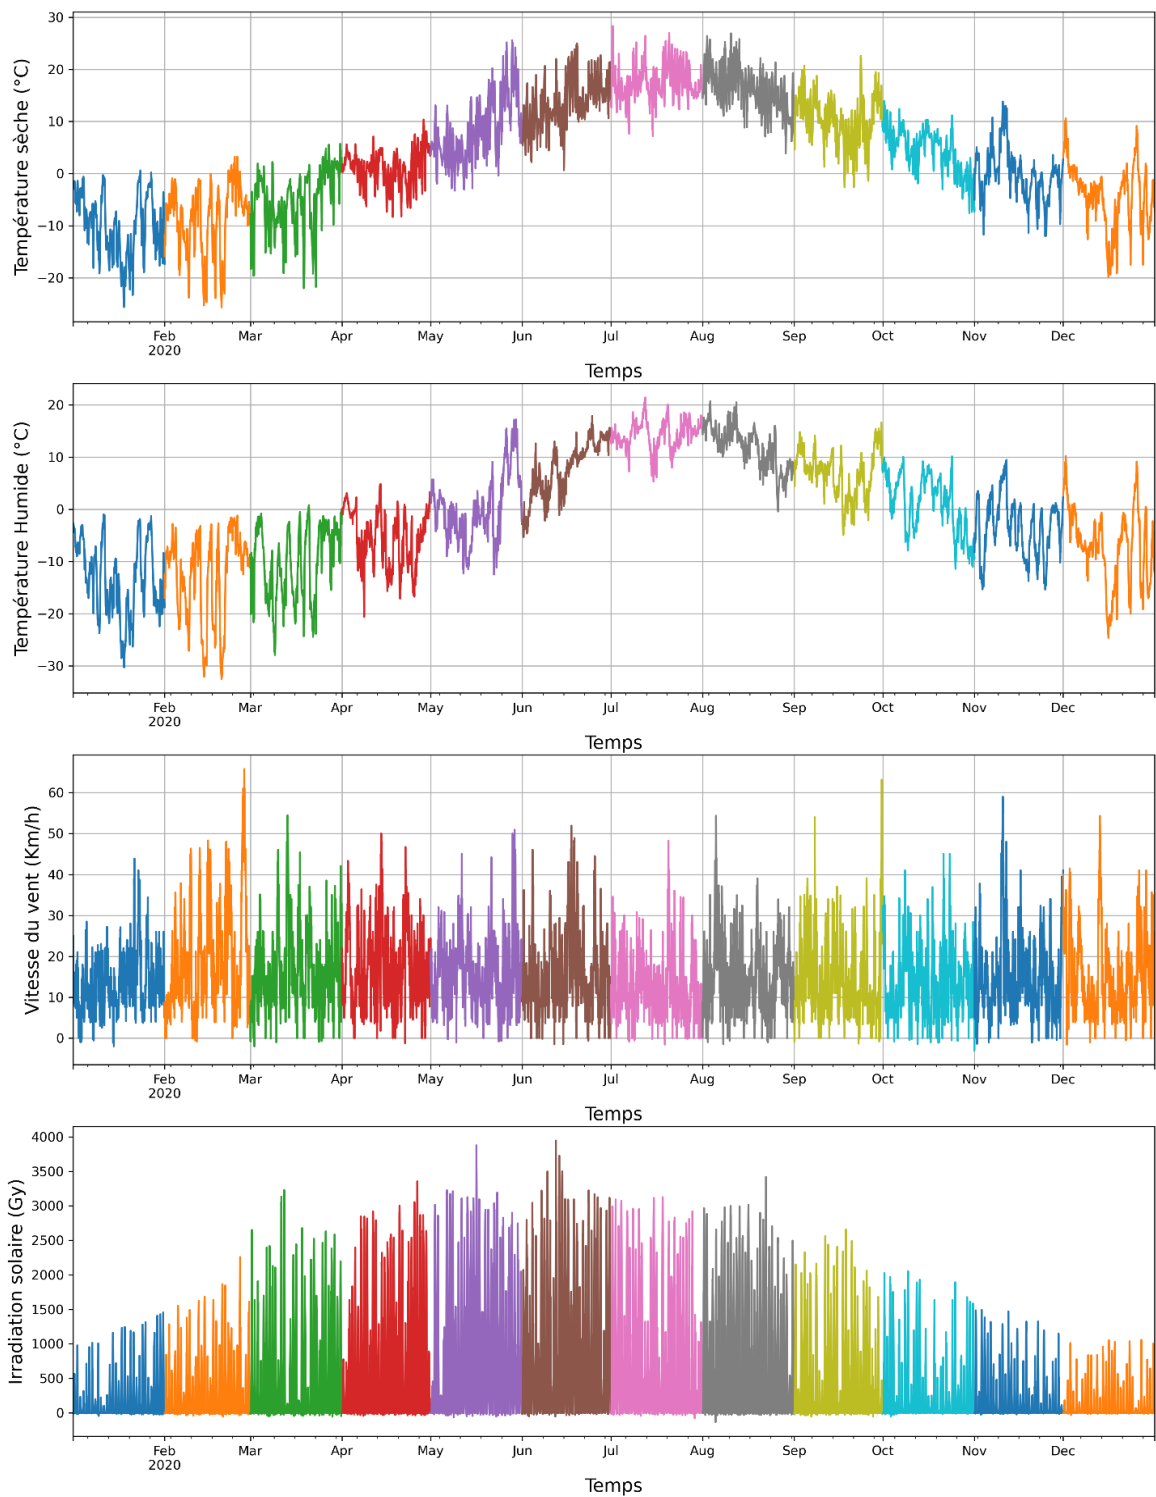 Température sèche (°C)
30
20
10
0
−10
−20
Feb Mar Apr May Jun Jul Aug Sep Oct Nov Dec
2020
Temps
Température Humide (°C)
20
10
0
−10
−20
−30
Feb Mar Apr May Jun Jul Aug Sep Oct Nov Dec
2020
Temps
Vitesse du vent (Km/h)
60
50
40
30
20
10
0
Feb Mar Apr May Jun Jul Aug Sep Oct Nov Dec
2020
Temps
Irradiation solaire (Gy)
4000
3500
3000
2500
2000
1500
1000
500
0
Feb Mar Apr May Jun Jul Aug Sep Oct Nov Dec
2020
Temps